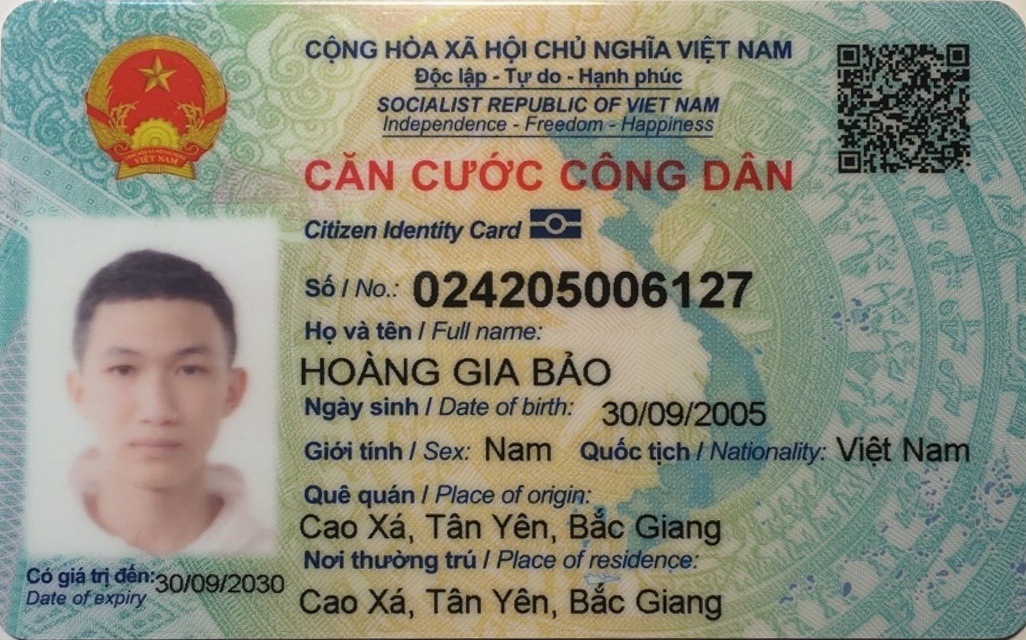 CỘNG HÒA XÃ HỘI CHỦ NGHĨA VIỆT NAM
Độc lập - Tự do - Hạnh phúc
SOCIALIST REPUBLIC OF VIET NAM
Independence - Freedom - Happiness
CĂN CƯỚC CÔNG DÂN
Citizen Identity Card
VIỆT NAM
Số / No.: 024205006127
Họ và tên / Full name:
HOÀNG GIA BẢO
Ngày sinh / Date of birth: 30/09/2005
Giới tính / Sex: Nam Quốc tịch / Nationality: Việt Nam
Quê quán / Place of origin:
Cao Xá, Tân Yên, Bắc Giang
Nơi thường trú / Place of residence:
Cao Xá, Tân Yên, Bắc Giang
Có giá trị đến: 30/09/2030
Date of expiry